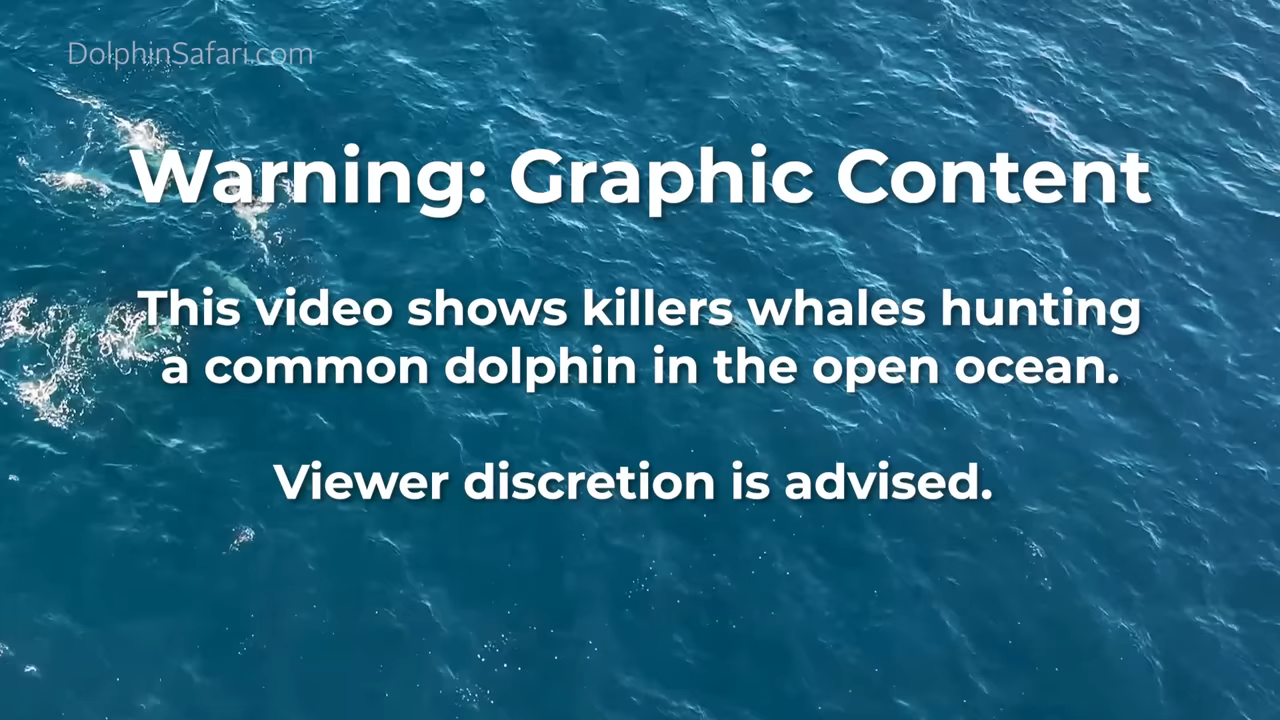 DolphinSafari.com
Warning: Graphic Content
This video shows killers whales hunting
a common dolphin in the open ocean.
Viewer discretion is advised.